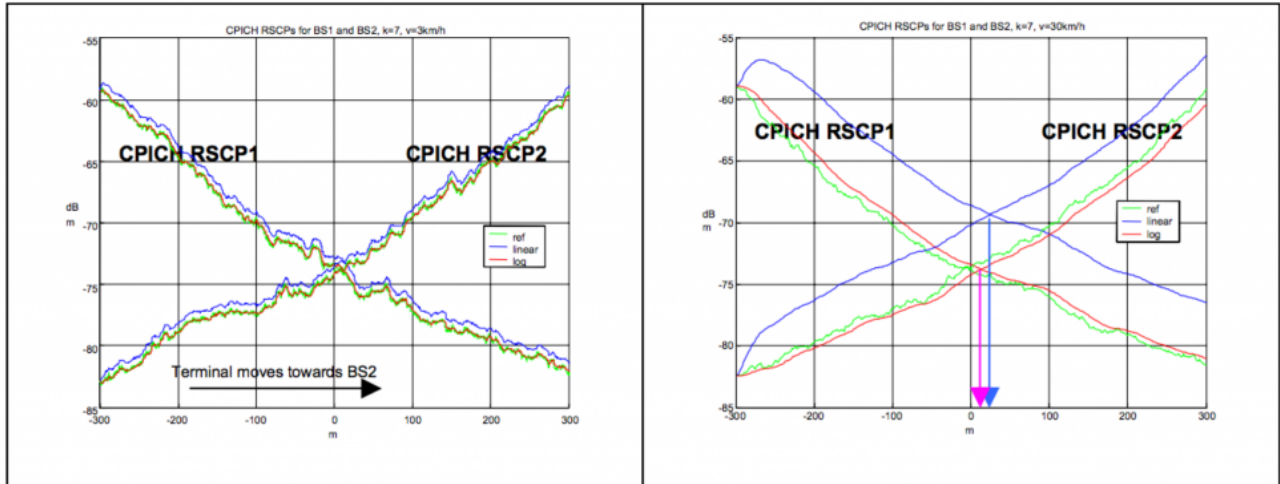 CPICH RSCPs for BS1 and BS2, k=7, v=3km/h
-55
-60
-65
-70
-75
-80
-85
dB
m
CPICH RSCP1
CPICH RSCP2
ref
linear
log
Terminal moves towards BS2
-300
-200
-100
0
100
200
300
m
CPICH RSCPs for BS1 and BS2, k=7, v=30km/h
-55
-60
-65
-70
-75
-80
-85
dB
m
CPICH RSCP1
CPICH RSCP2
ref
linear
log
-300
-200
-100
0
100
200
300
m